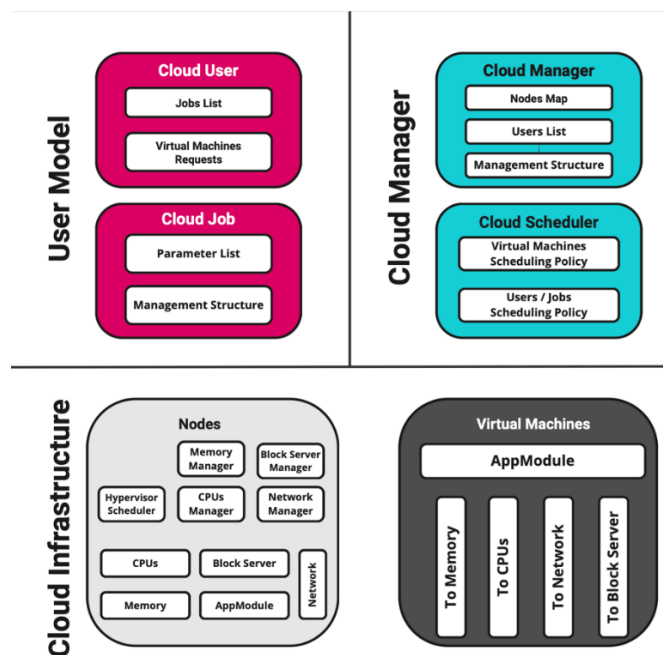 User Model
Cloud User
Jobs List
Virtual Machines
Requests
Cloud Job
Parameter List
Management Structure
Cloud Manager
Cloud Manager
Nodes Map
Users List
Management Structure
Cloud Scheduler
Virtual Machines
Scheduling Policy
Users / Jobs
Scheduling Policy
Cloud Infrastructure
Nodes
Memory
Manager
Block Server
Manager
Hypervisor
Scheduler
CPUs
Manager
Network
Manager
CPUs
Block Server
Network
Memory
AppModule
Virtual Machines
AppModule
To Memory
To CPUs
To Network
To Block Server